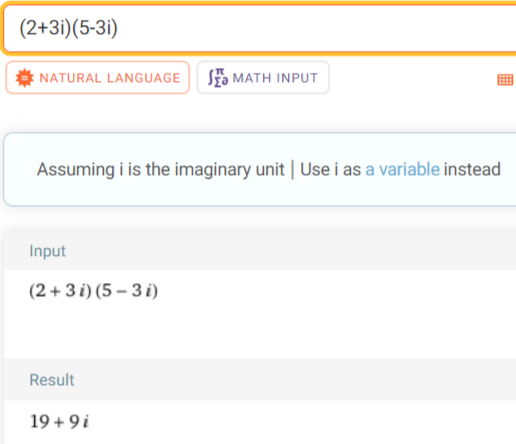 (2+3i)(5-3i)
NATURAL LANGUAGE
∫π Σ∂ MATH INPUT
Assuming i is the imaginary unit | Use i as a variable instead
Input
(2 + 3 i) (5 – 3 i)
Result
19 + 9 i